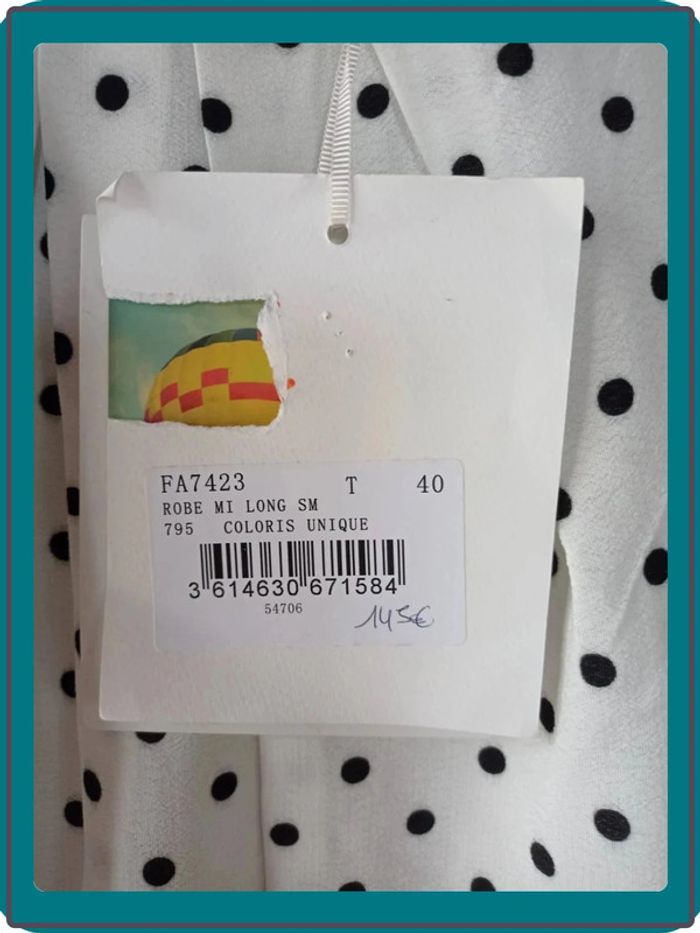 FA7423 T 40
ROBE MI LONG SM
795 COLORIS UNIQUE
3 614630 671584
54706
145€